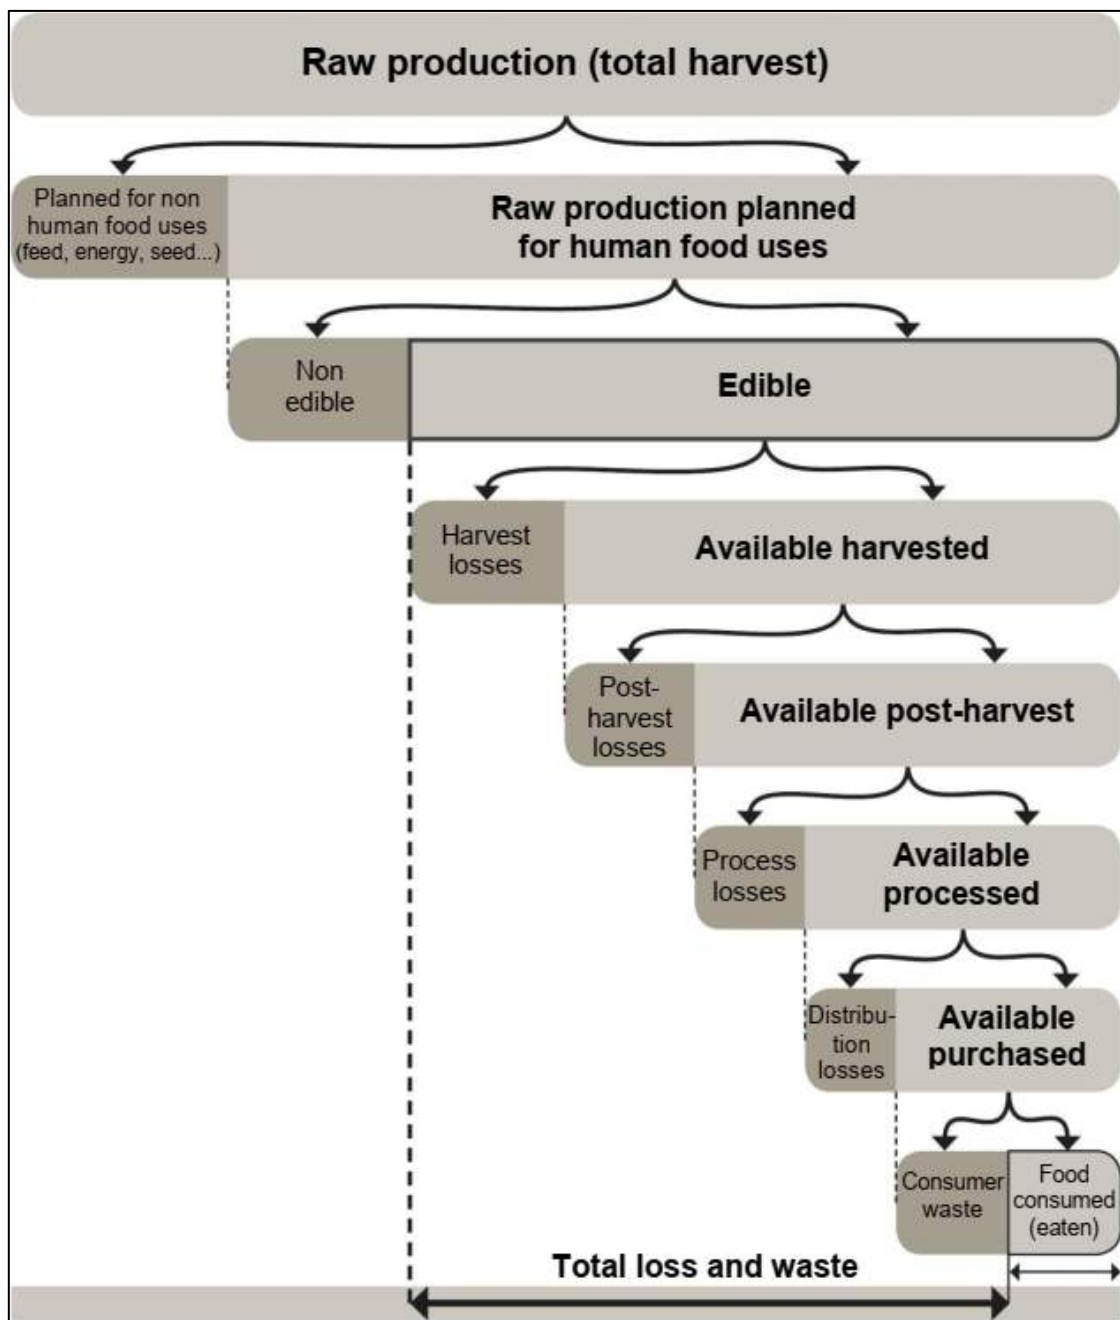 Raw production (total harvest)
Planned for non
human food uses
(feed, energy, seed...)
Raw production planned
for human food uses
Non
edible
Edible
Harvest
losses
Available harvested
Post-
harvest
losses
Available post-harvest
Process
losses
Available
processed
Distribu-
tion
losses
Available
purchased
Consumer
waste
Food
consumed
(eaten)
Total loss and waste